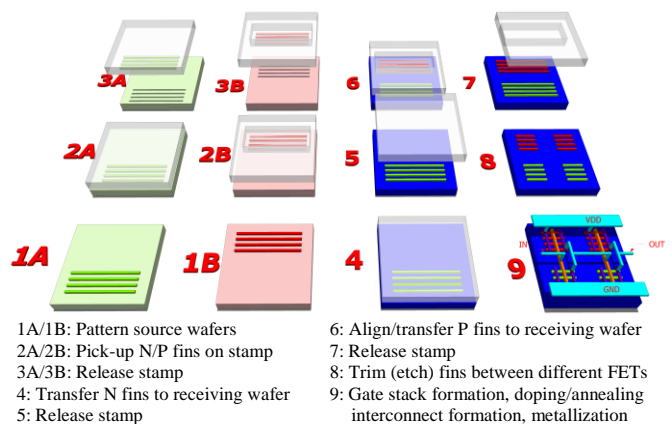 3A
3B
6
7
2A
2B
5
8
1A
1B
4
9
VDD
IN
OUT
GND
1A/1B: Pattern source wafers
2A/2B: Pick-up N/P fins on stamp
3A/3B: Release stamp
4: Transfer N fins to receiving wafer
5: Release stamp
6: Align/transfer P fins to receiving wafer
7: Release stamp
8: Trim (etch) fins between different FETs
9: Gate stack formation, doping/annealing
interconnect formation, metallization